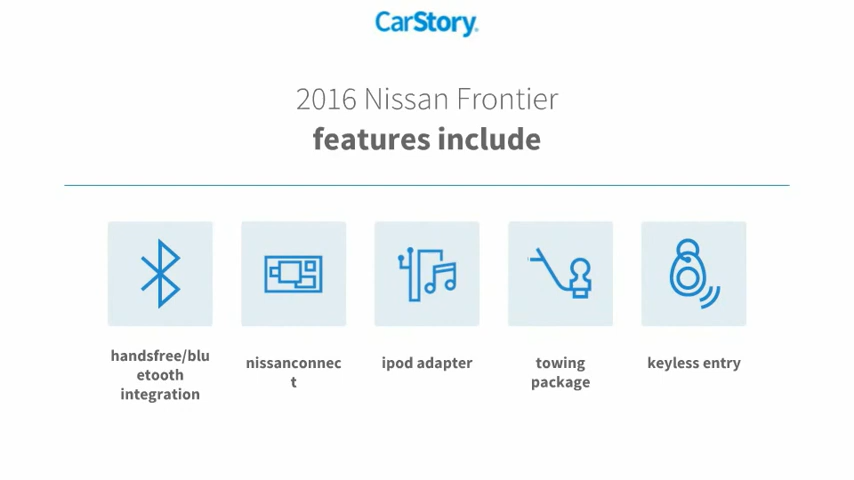 CarStory.
2016 Nissan Frontier
features include
handsfree/blu
etooth
integration
nissanconnec
t
ipod adapter
towing
package
keyless entry